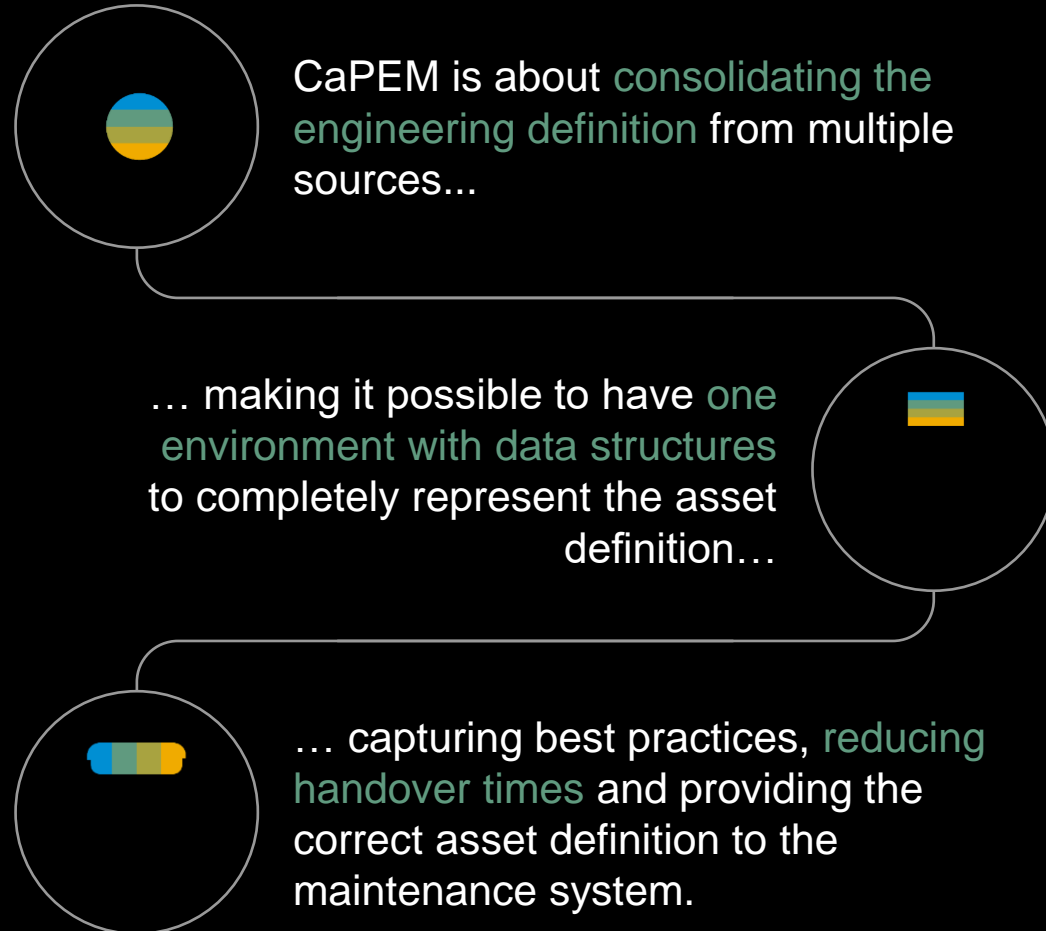 CaPEM is about consolidating the
engineering definition from multiple
sources...
… making it possible to have one
environment with data structures
to completely represent the asset
definition…
… capturing best practices, reducing
handover times and providing the
correct asset definition to the
maintenance system.